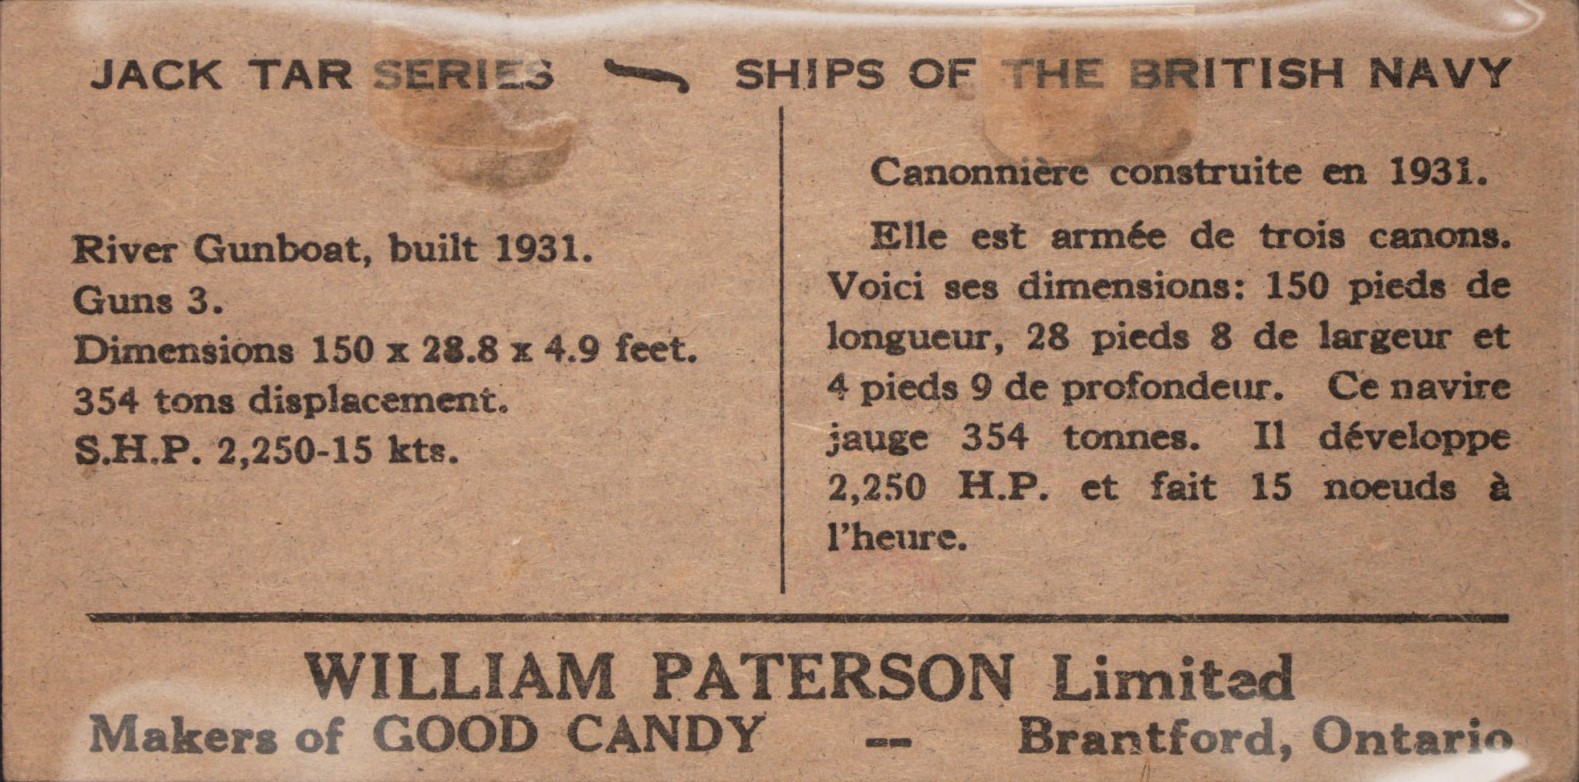 JACK TAR SERIES ~ SHIPS OF THE BRITISH NAVY
River Gunboat, built 1931.
Guns 3.
Dimensions 150 x 28.8 x 4.9 feet.
354 tons displacement.
S.H.P. 2,250-15 kts.
Canonnière construite en 1931.
Elle est armée de trois canons.
Voici ses dimensions: 150 pieds de
longueur, 28 pieds 8 de largeur et
4 pieds 9 de profondeur. Ce navire
jauge 354 tonnes. Il développe
2,250 H.P. et fait 15 noeuds à
l'heure.
WILLIAM PATERSON Limited
Makers of GOOD CANDY -- Brantford, Ontario